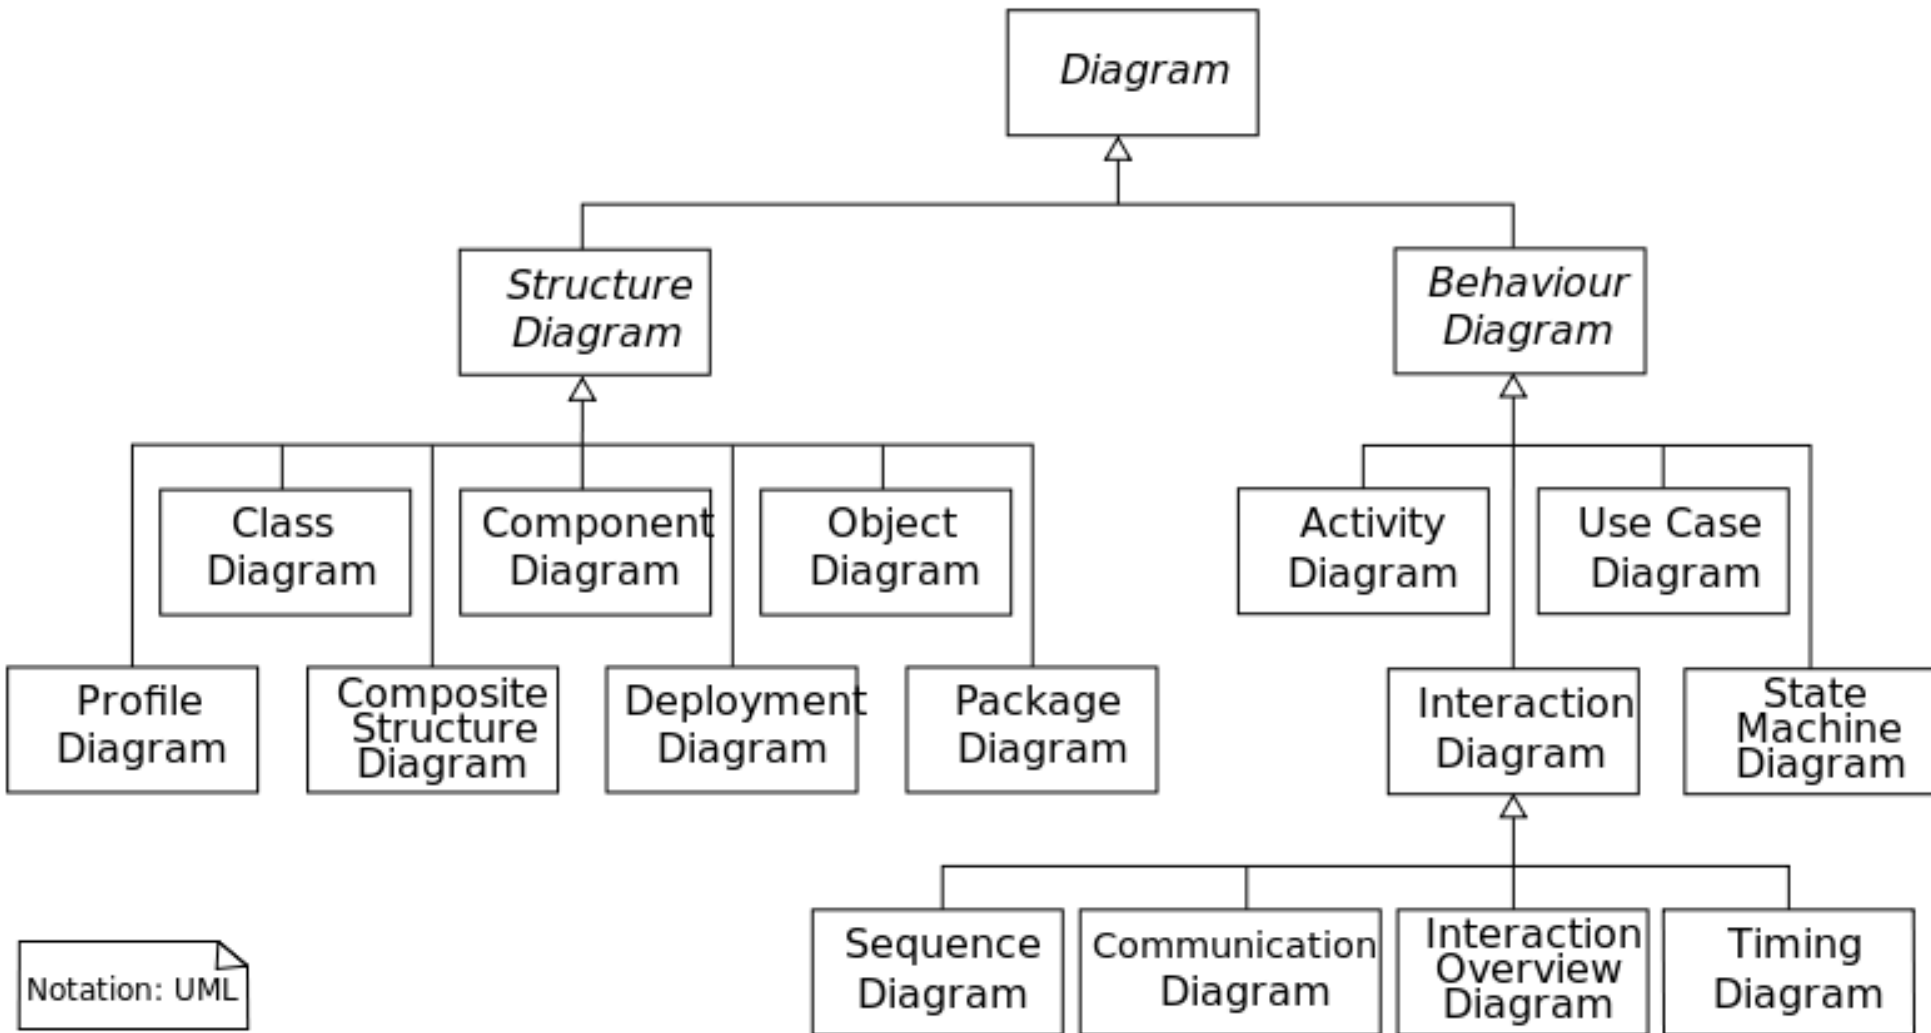 Diagram
Structure
Diagram
Behaviour
Diagram
Class
Diagram
Component
Diagram
Object
Diagram
Activity
Diagram
Use Case
Diagram
Profile
Diagram
Composite
Structure
Diagram
Deployment
Diagram
Package
Diagram
Interaction
Diagram
State
Machine
Diagram
Sequence
Diagram
Communication
Diagram
Interaction
Overview
Diagram
Timing
Diagram
Notation: UML